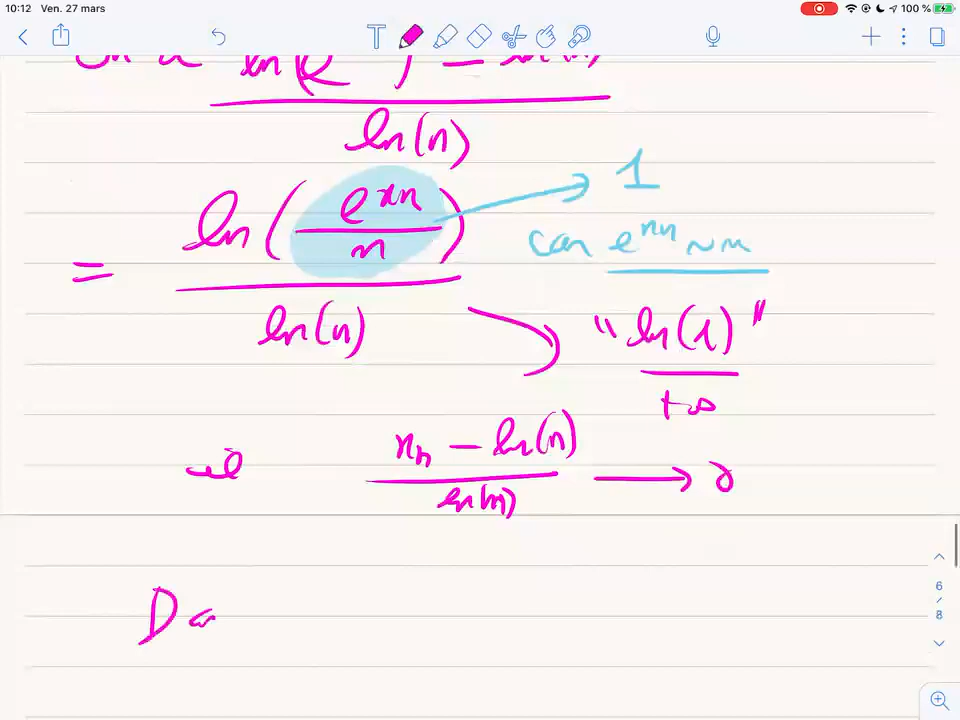 10:12 Ven. 27 mars 100 %
ln(n)
= ln(e^xn / n) / ln(n) → 1
car e^xn ~ n
"ln(1)" / +∞
xn - ln(n) / ln(n) → 0
6 / 8
D